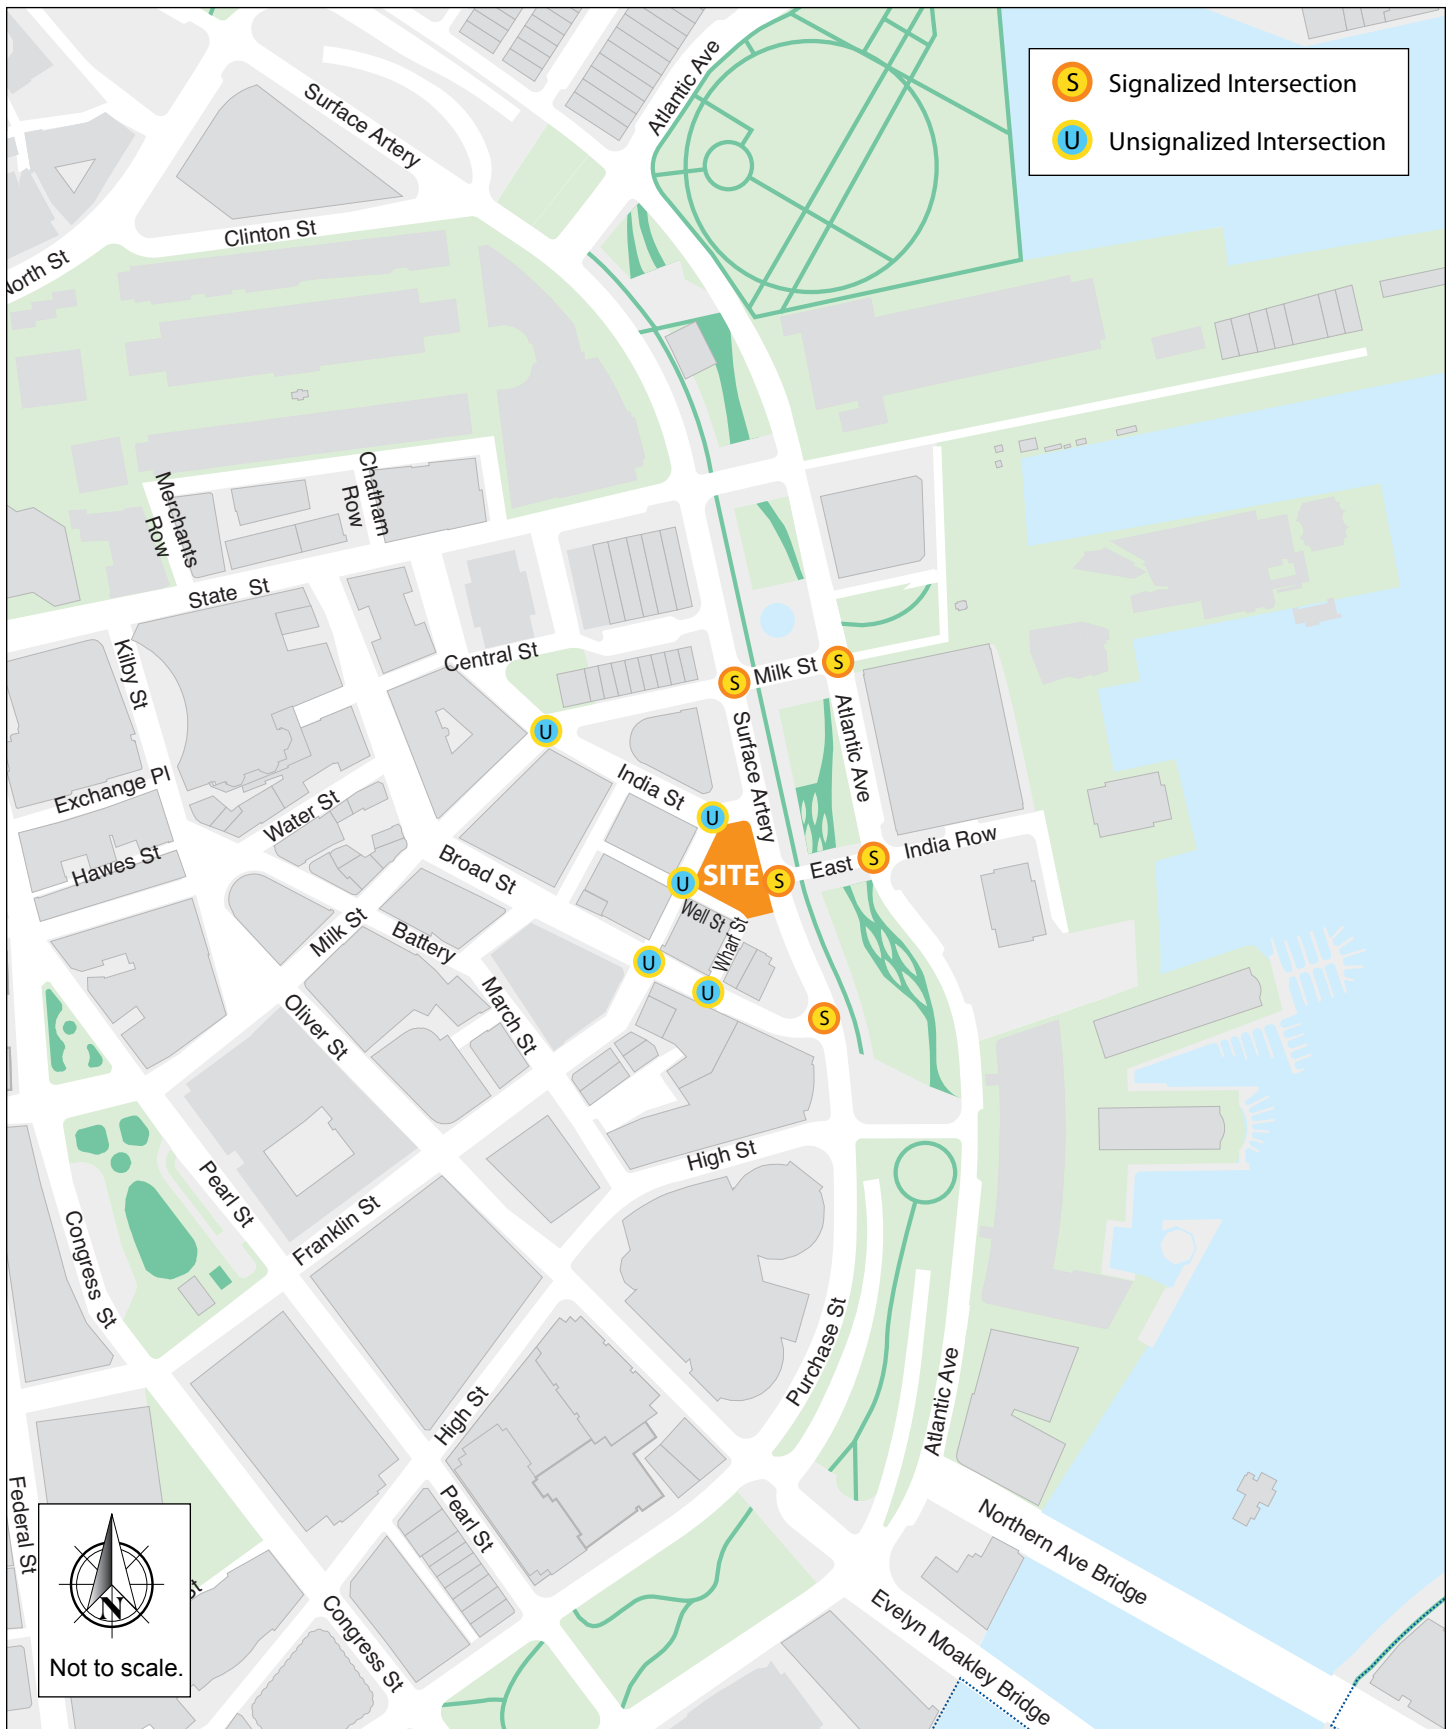 Atlantic Ave
S Signalized Intersection
U Unsignalized Intersection
Surface Artery
Clinton St
North St
Chatham
Row
Merchants
Row
State St
Kilby St
Central St
S
Milk St
S
Surface Artery
Atlantic Ave
U
India St
Exchange Pl
Water St
U
Hawes St
Broad St
U
SITE
S
East
S
India Row
Well St
Wharf St
Milk St
Battery
March St
U
U
S
Oliver St
High St
Pearl St
Franklin St
Congress St
Purchase St
Atlantic Ave
High St
Pearl St
Federal St
Northern Ave Bridge
Evelyn Moakley Bridge
Congress St
St
N
Not to scale.